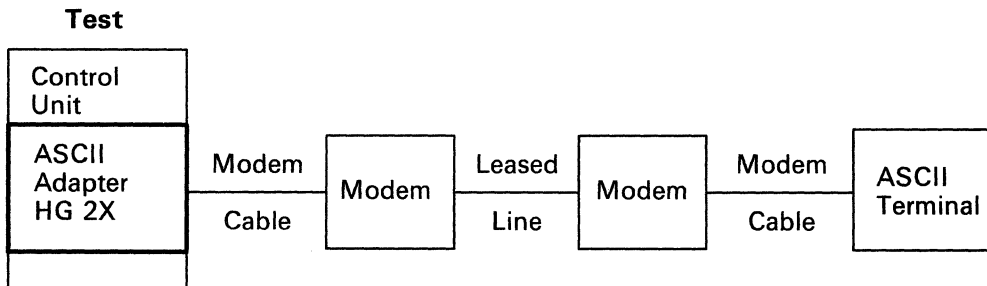 Test
Control
Unit
ASCII
Adapter
HG 2X
Modem
Cable
Modem
Leased
Line
Modem
Modem
Cable
ASCII
Terminal